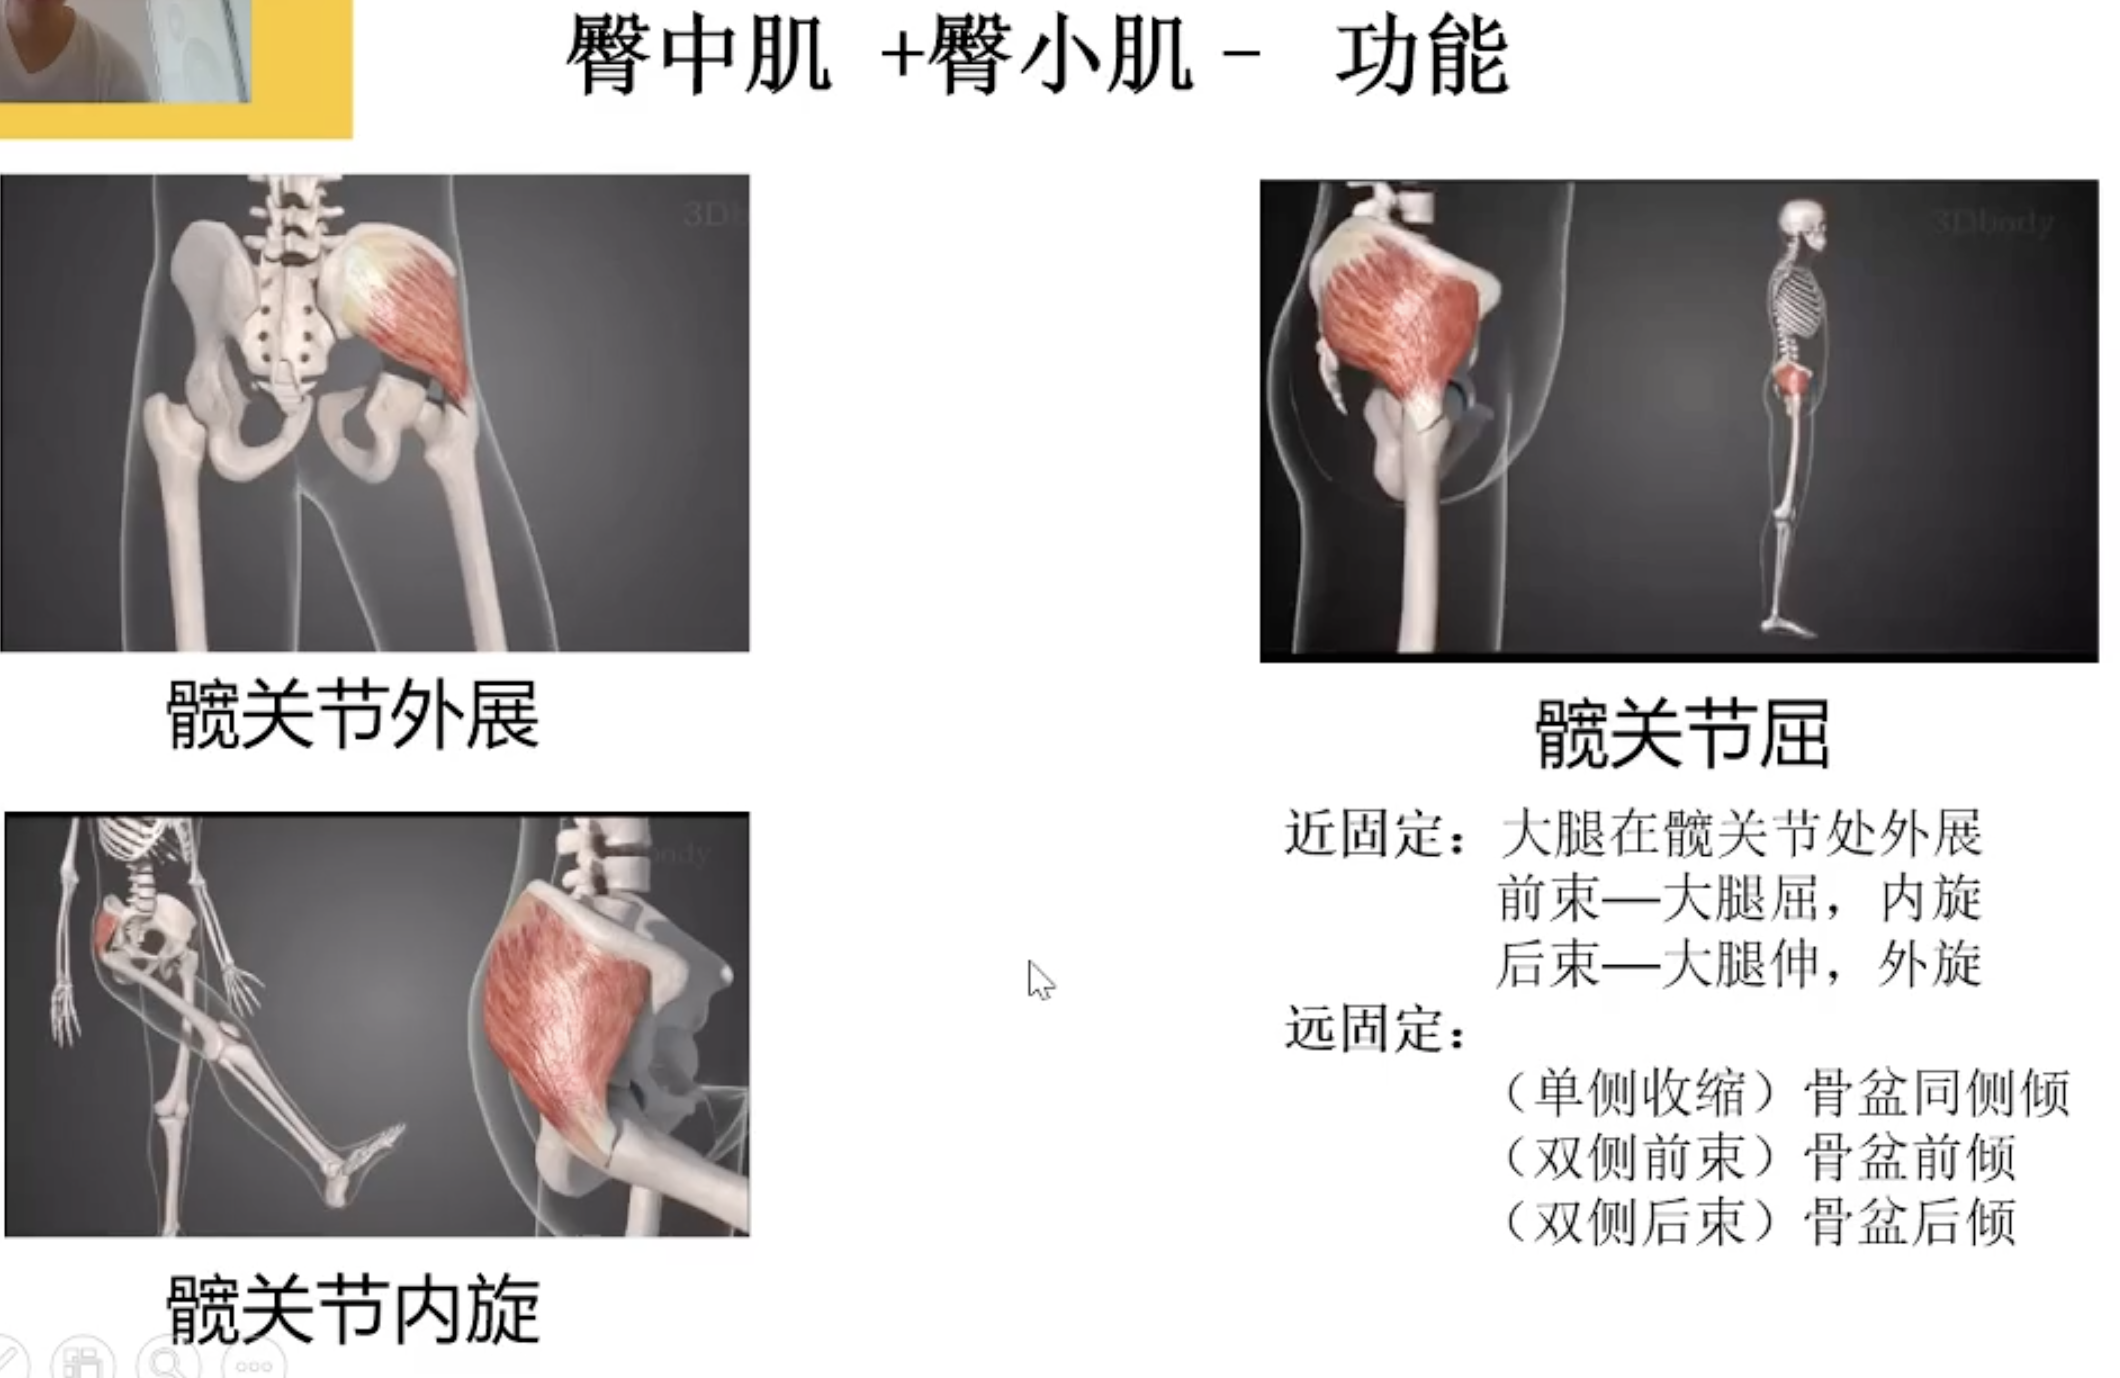 臀中肌 +臀小肌- 功能
3Db
3Dbody
髋关节外展
髋关节屈
body
髋关节内旋
近固定：大腿在髋关节处外展
前束—大腿屈，内旋
后束—大腿伸，外旋
远固定：
（单侧收缩）骨盆同侧倾
（双侧前束）骨盆前倾
（双侧后束）骨盆后倾